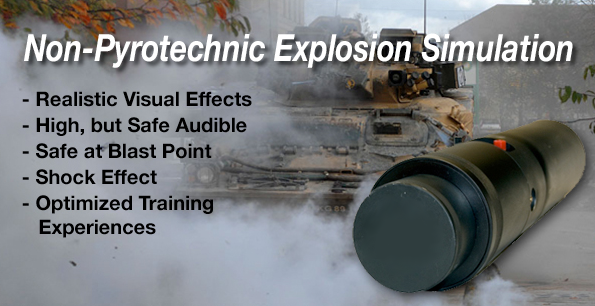 Non-Pyrotechnic Explosion Simulation
- Realistic Visual Effects
- High, but Safe Audible
- Safe at Blast Point
- Shock Effect
- Optimized Training
Experiences